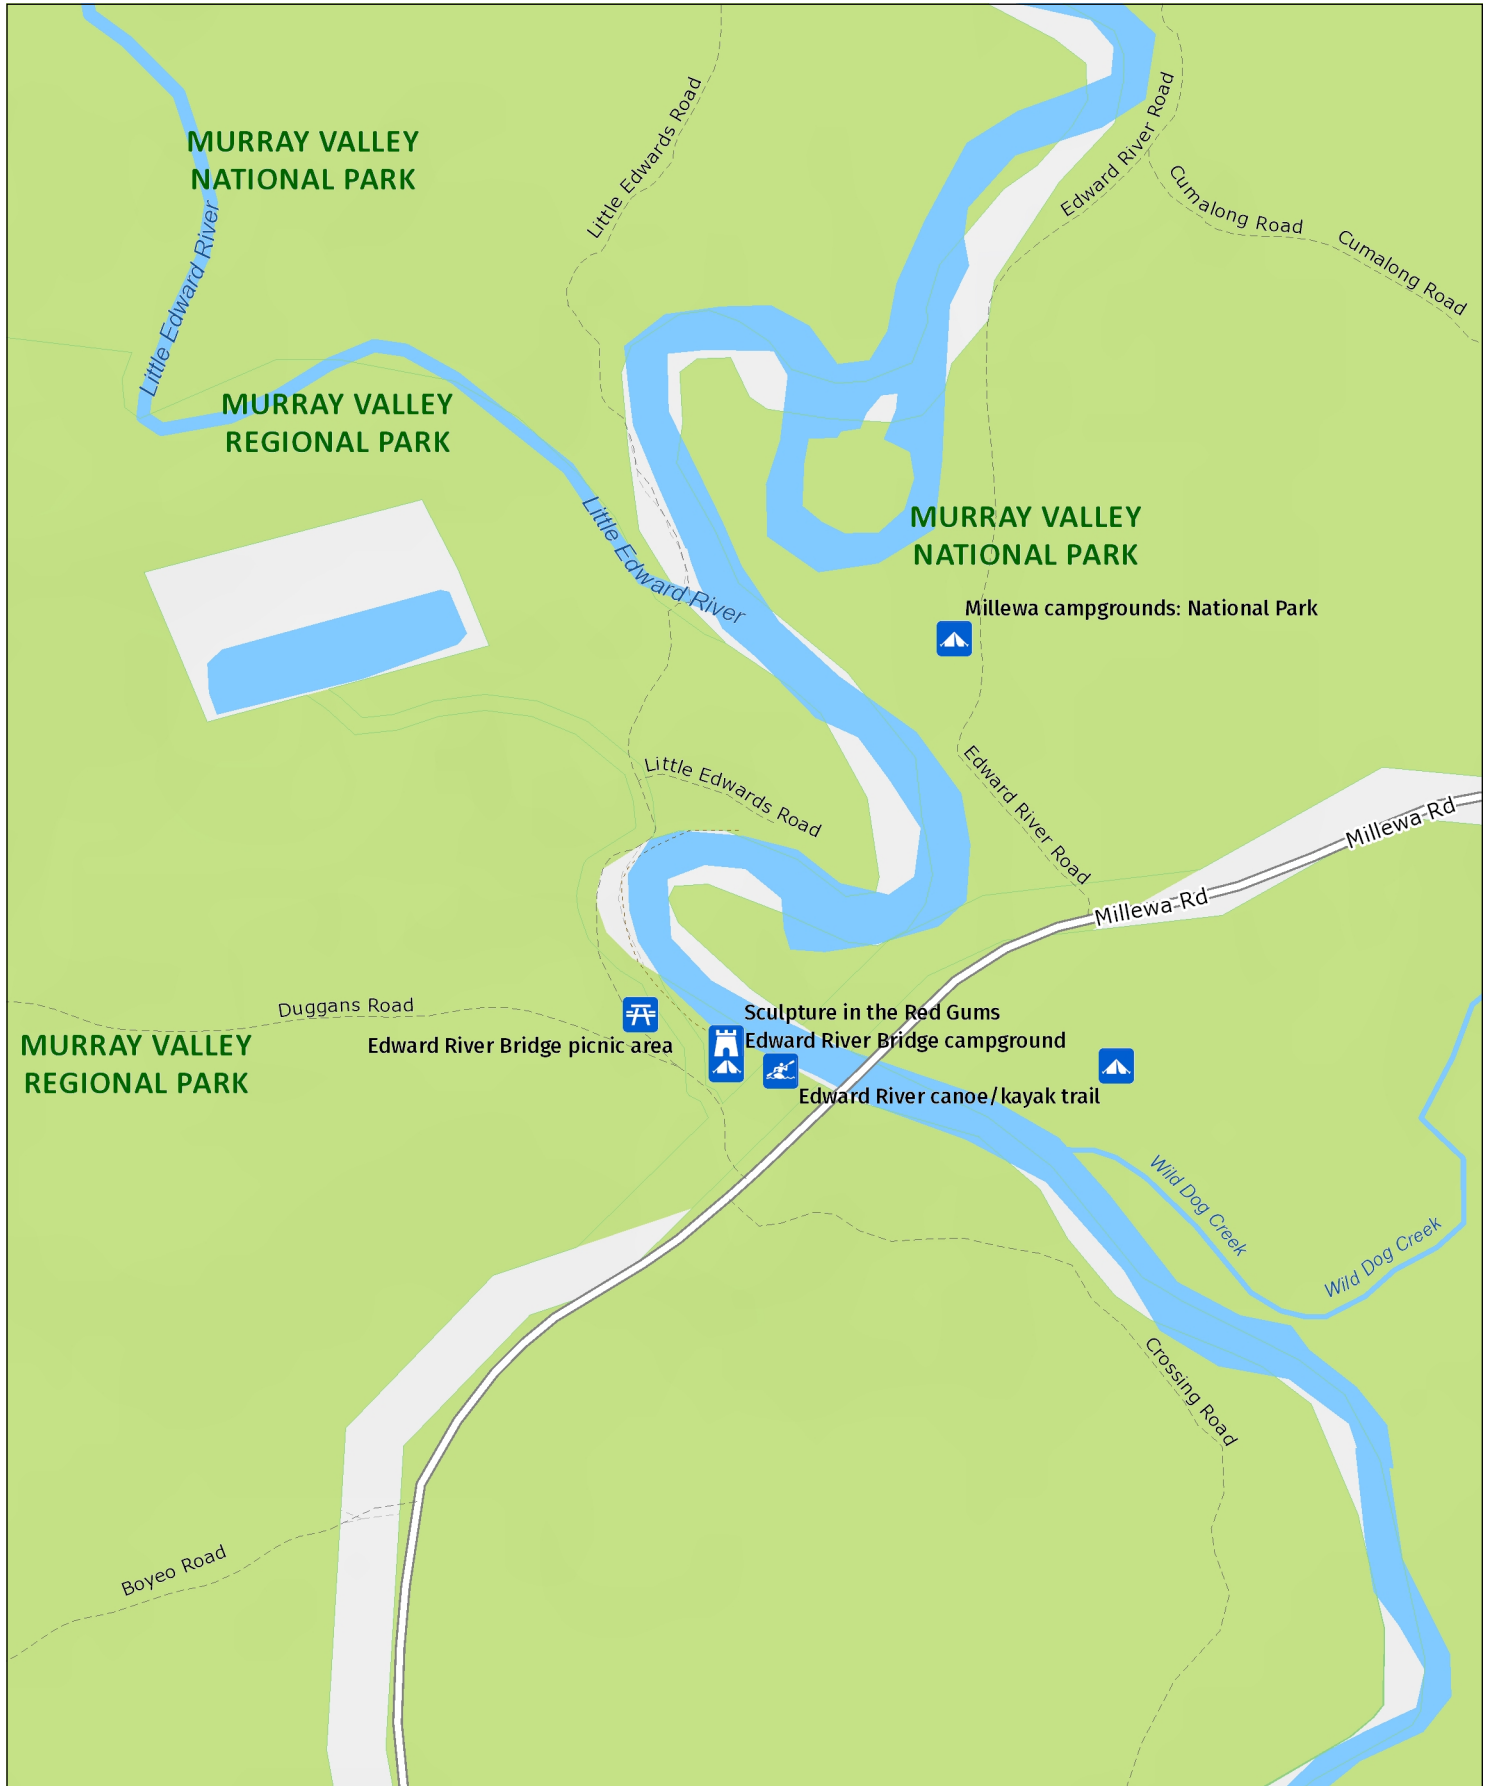 MURRAY VALLEY
NATIONAL PARK
Little Edwards Road
Edward River Road
Cumalong Road
Cumalong Road
Little Edward River
MURRAY VALLEY
REGIONAL PARK
Little Edward River
MURRAY VALLEY
NATIONAL PARK
Millewa campgrounds: National Park
Little Edwards Road
Edward River Road
Millewa Rd
Millewa Rd
Duggans Road
Sculpture in the Red Gums
MURRAY VALLEY
REGIONAL PARK
Edward River Bridge picnic area
Edward River Bridge campground
Edward River canoe/kayak trail
Wild Dog Creek
Wild Dog Creek
Crossing Road
Boyeo Road